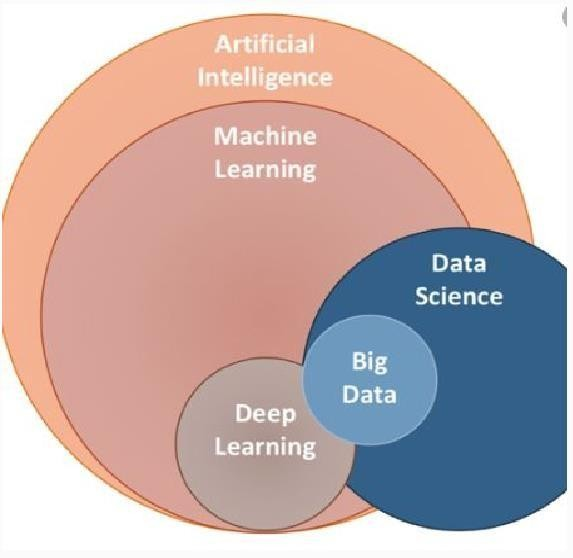 Artificial
Intelligence
Machine
Learning
Data
Science
Big
Data
Deep
Learning